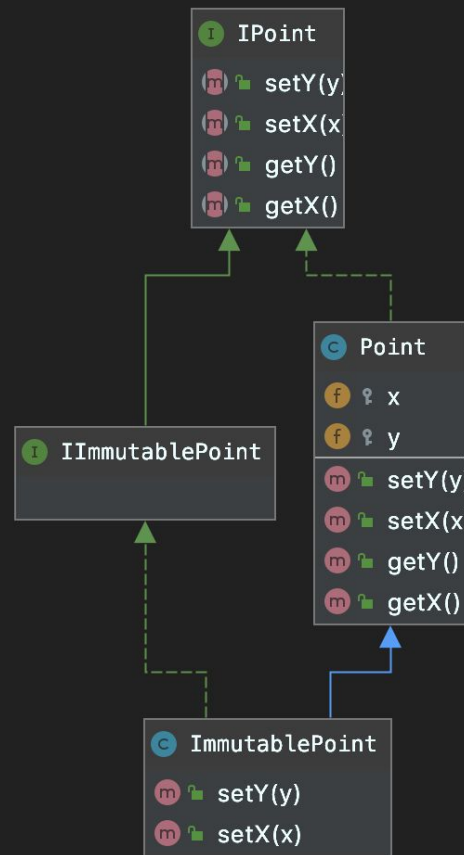 I IPoint
m setY(y)
m setX(x)
m getY()
m getX()
C Point
f x
f y
I IImmutablePoint
m setY(y
m setX(x
m getY()
m getX()
C ImmutablePoint
m setY(y)
m setX(x)